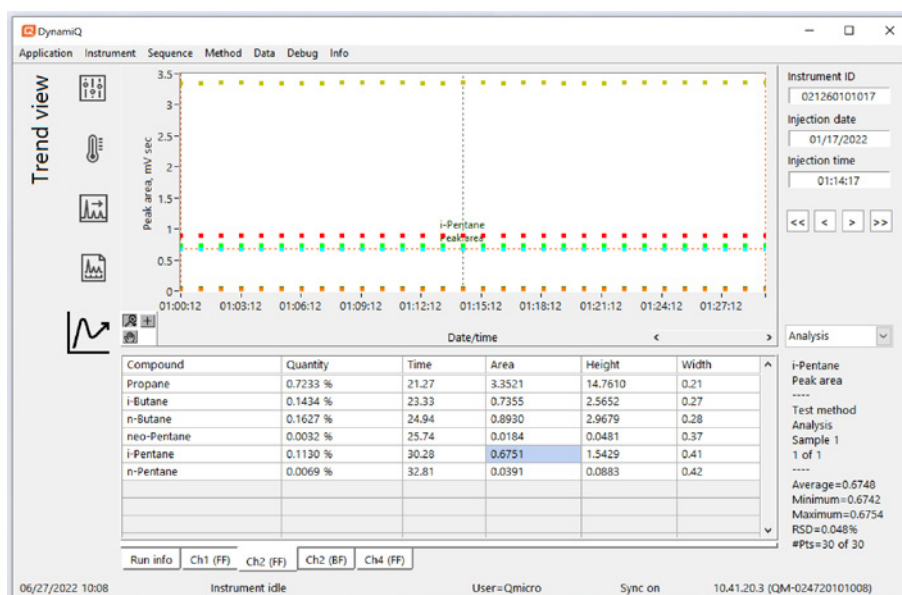 DynamiQ
Application Instrument Sequence Method Data Debug Info
Trend view
Peak area, mV sec
3.5
3
2.5
2
1.5
1
0.5
0
i-Pentane
Peak area
01:00:12 01:03:12 01:06:12 01:09:12 01:12:12 01:15:12 01:18:12 01:21:12 01:24:12 01:27:12
Date/time
Instrument ID
021260101017
Injection date
01/17/2022
Injection time
01:14:17
<< < > >>
Compound Quantity Time Area Height Width
Propane 0.7233 % 21.27 3.3521 14.7610 0.21
i-Butane 0.1434 % 23.33 0.7355 2.5652 0.27
n-Butane 0.1627 % 24.94 0.8930 2.9679 0.28
neo-Pentane 0.0032 % 25.74 0.0184 0.0481 0.37
i-Pentane 0.1130 % 30.28 0.6751 1.5429 0.41
n-Pentane 0.0069 % 32.81 0.0391 0.0883 0.42
Analysis
i-Pentane
Peak area
----
Test method
Analysis
Sample 1
1 of 1
----
Average=0.6748
Minimum=0.6742
Maximum=0.6754
RSD=0.048%
#Pts=30 of 30
Run info Ch1 (FF) Ch2 (FF) Ch2 (BF) Ch4 (FF)
06/27/2022 10:08 Instrument idle User=Qmicro Sync on 10.41.20.3 (QM-024720101008)